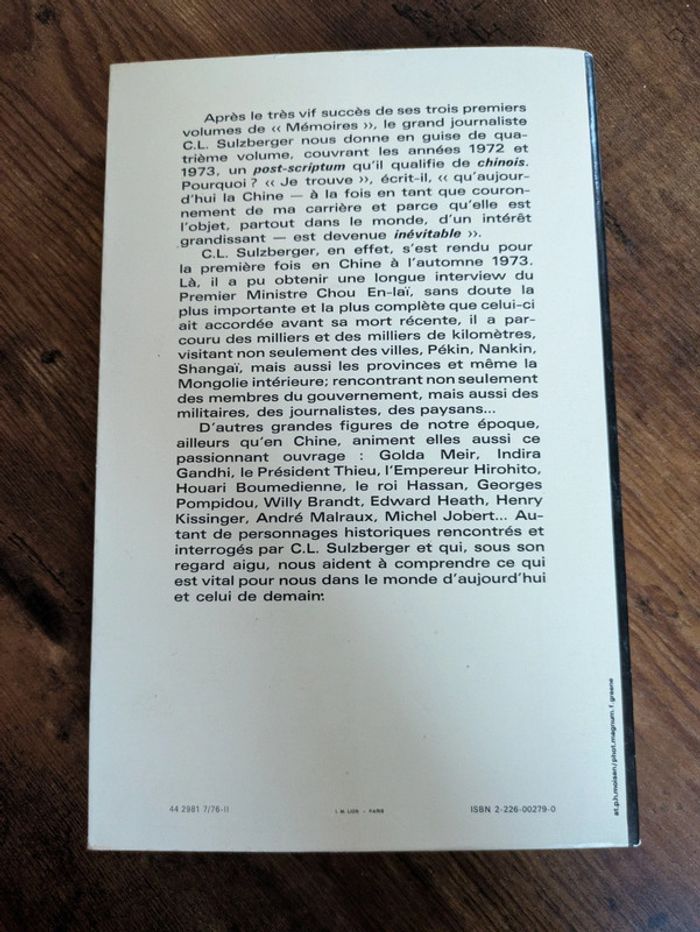 Après le très vif succès de ses trois premiers
volumes de « Mémoires », le grand journaliste
C.L. Sulzberger nous donne en guise de qua-
trième volume, couvrant les années 1972 et
1973, un post-scriptum qu'il qualifie de chinois.
Pourquoi ? « Je trouve », écrit-il, « qu'aujour-
d'hui la Chine — à la fois en tant que couron-
nement de ma carrière et parce qu'elle est
l'objet, partout dans le monde, d'un intérêt
grandissant — est devenue inévitable ».
C.L. Sulzberger, en effet, s'est rendu pour
la première fois en Chine à l'automne 1973.
Là, il a pu obtenir une longue interview du
Premier Ministre Chou En-laï, sans doute la
plus importante et la plus complète que celui-ci
ait accordée avant sa mort récente, il a par-
couru des milliers et des milliers de kilomètres,
visitant non seulement des villes, Pékin, Nankin,
Shangaï, mais aussi les provinces et même la
Mongolie intérieure; rencontrant non seulement
des membres du gouvernement, mais aussi des
militaires, des journalistes, des paysans...
D'autres grandes figures de notre époque,
ailleurs qu'en Chine, animent elles aussi ce
passionnant ouvrage : Golda Meir, Indira
Gandhi, le Président Thieu, l'Empereur Hirohito,
Houari Boumedienne, le roi Hassan, Georges
Pompidou, Willy Brandt, Edward Heath, Henry
Kissinger, André Malraux, Michel Jobert... Au-
tant de personnages historiques rencontrés et
interrogés par C.L. Sulzberger et qui, sous son
regard aigu, nous aident à comprendre ce qui
est vital pour nous dans le monde d'aujourd'hui
et celui de demain.
44 2981 7/76-II
I. M. LION - PARIS
ISBN 2-226-00279-0
at.p.h.moisan/phot.magnum.f.greene